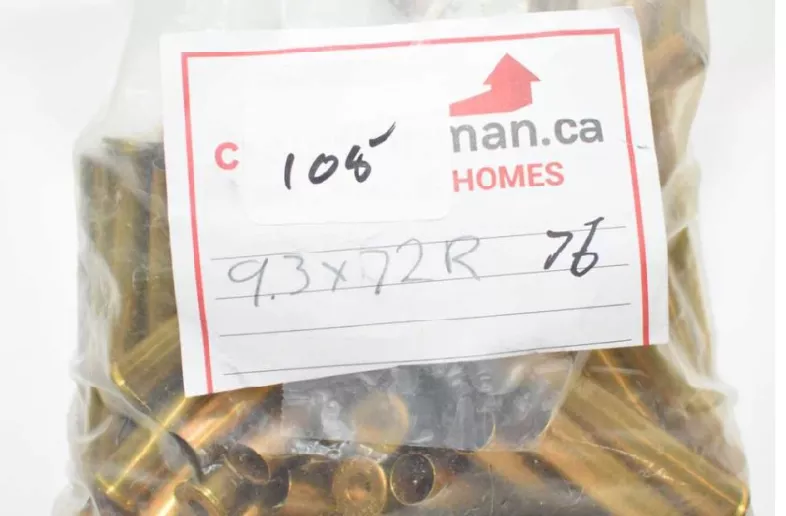 C nan.ca
108
HOMES
9.3x72R 76